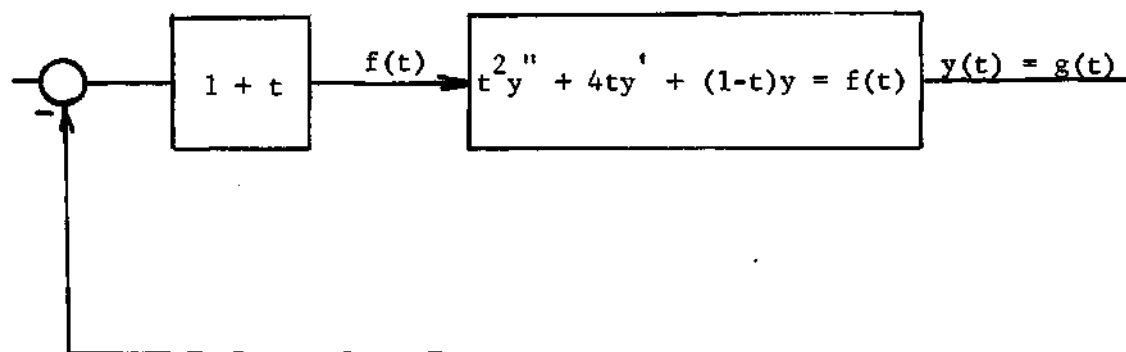 1 + t
f(t)
t²y" + 4ty' + (1-t)y = f(t)
y(t) = g(t)
-